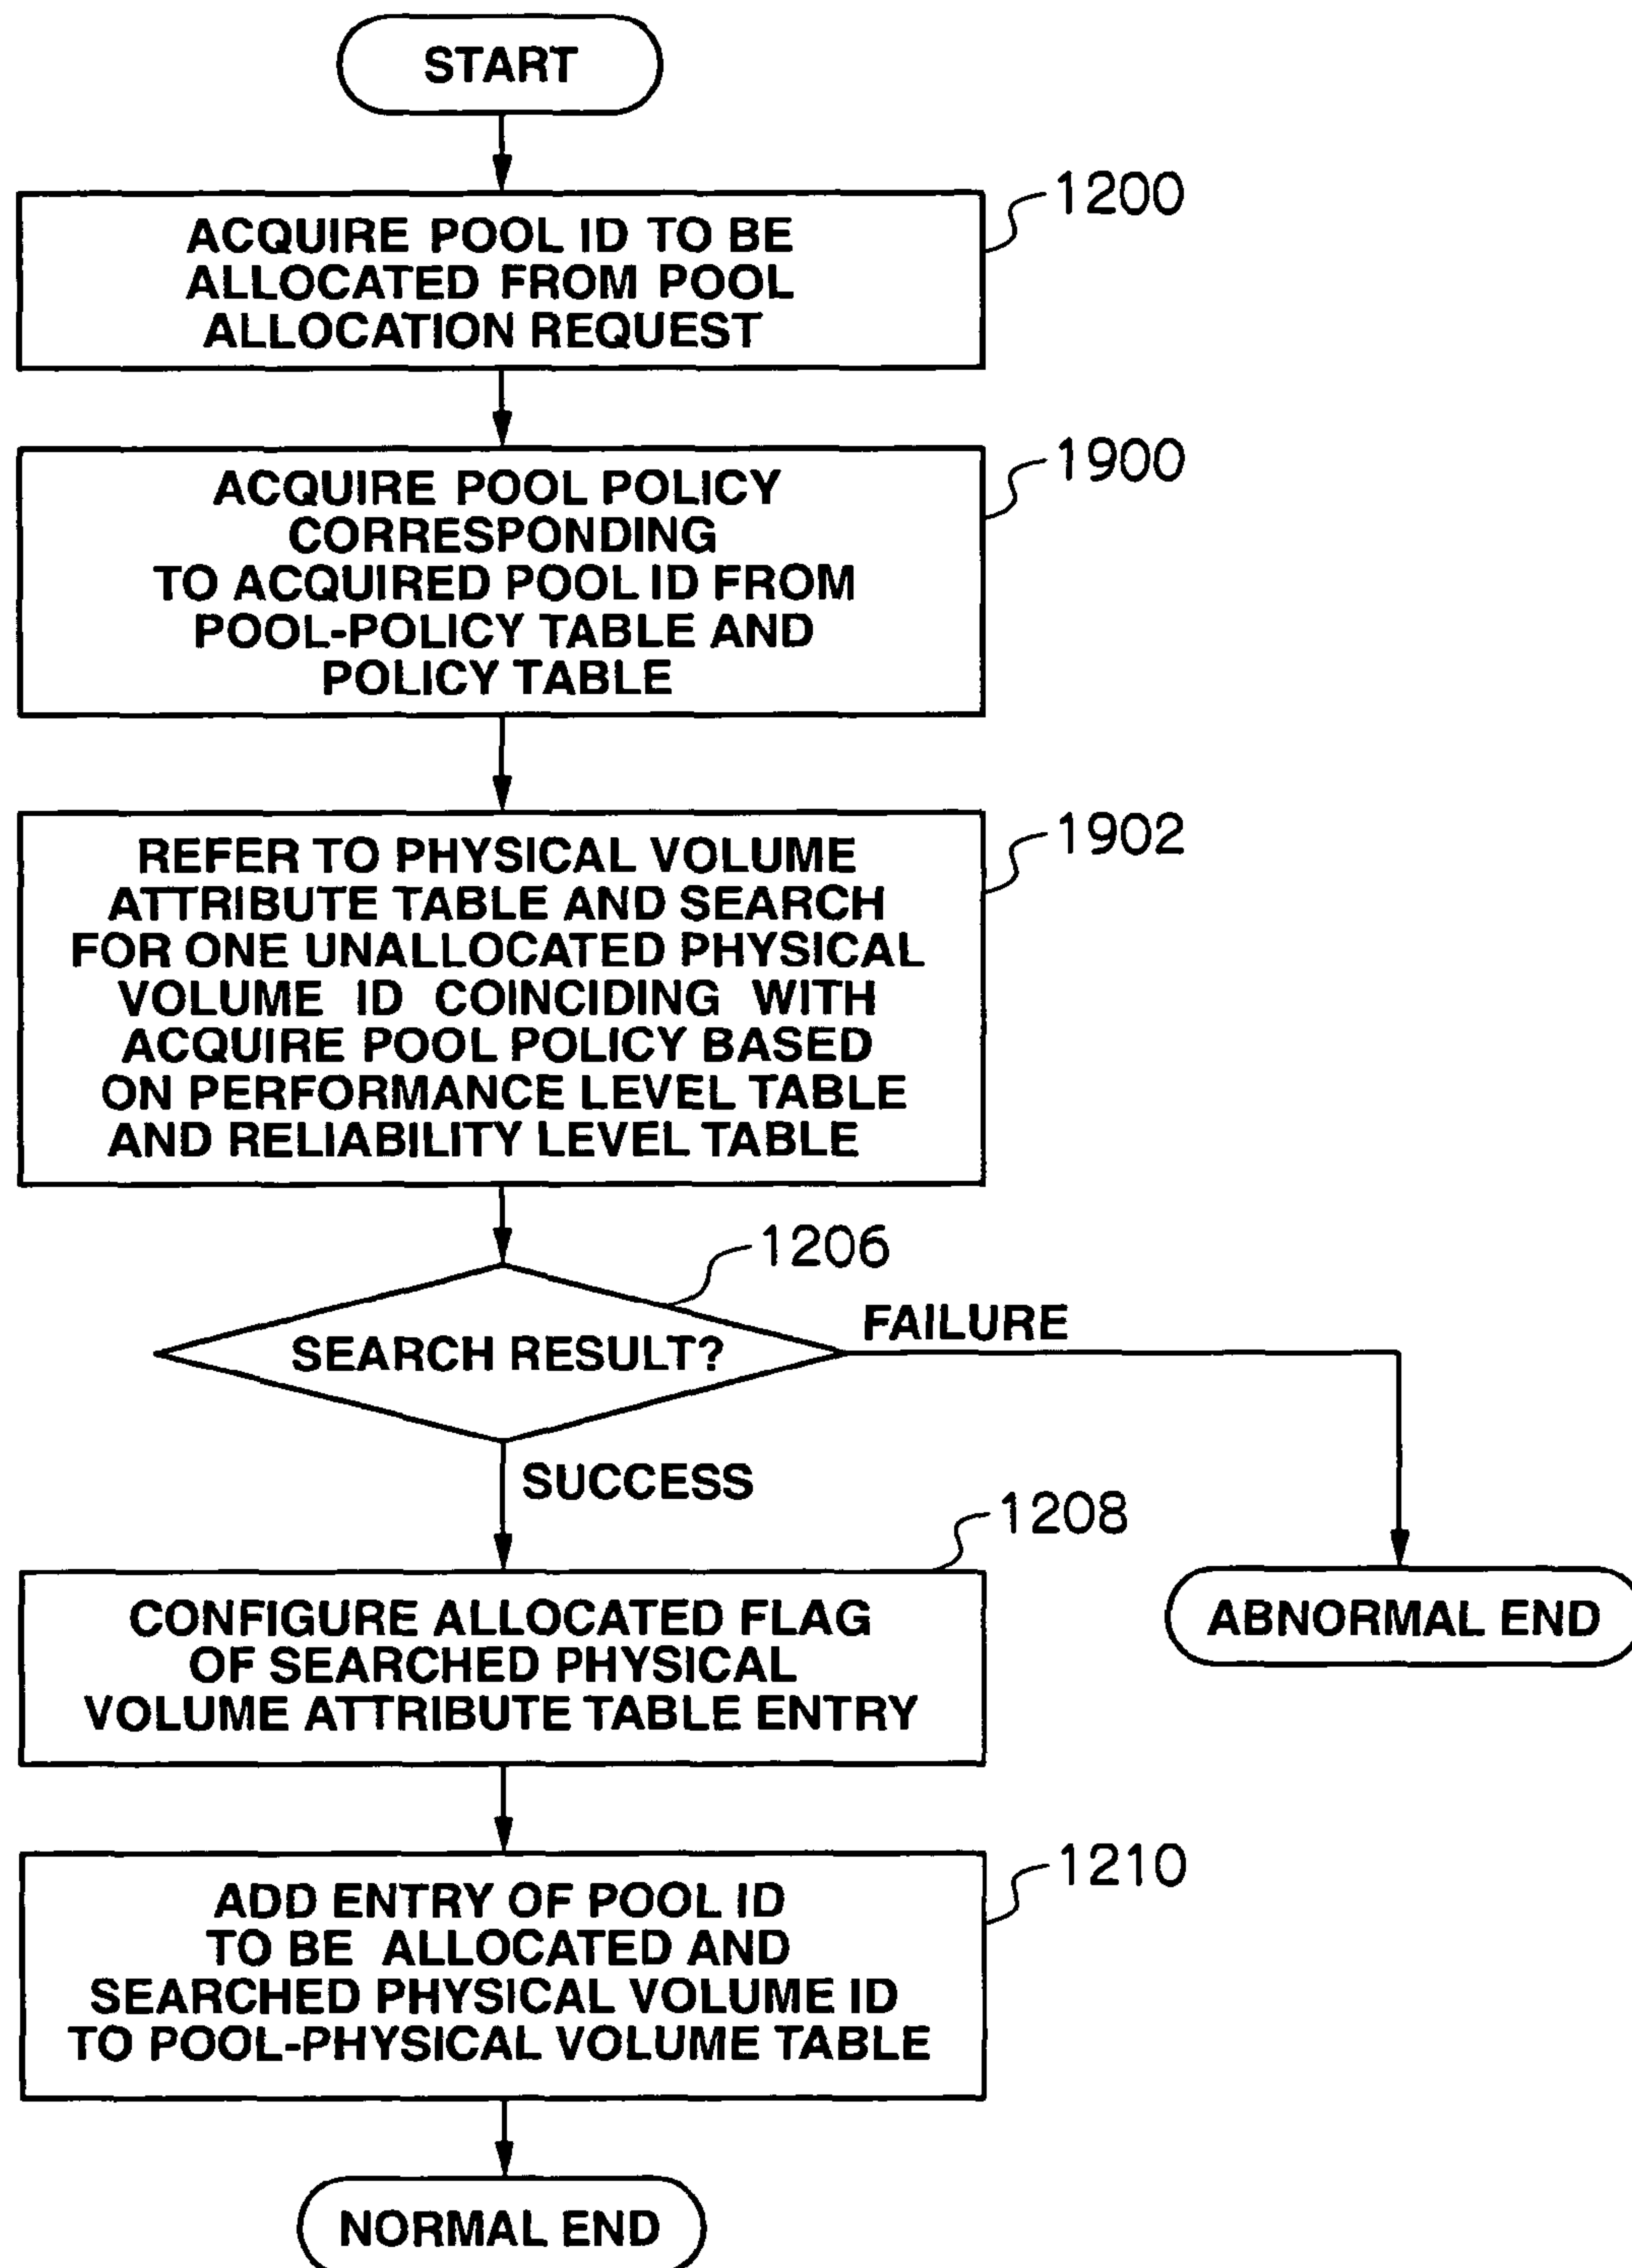 START
1200
ACQUIRE POOL ID TO BE
ALLOCATED FROM POOL
ALLOCATION REQUEST
1900
ACQUIRE POOL POLICY
CORRESPONDING
TO ACQUIRED POOL ID FROM
POOL-POLICY TABLE AND
POLICY TABLE
1902
REFER TO PHYSICAL VOLUME
ATTRIBUTE TABLE AND SEARCH
FOR ONE UNALLOCATED PHYSICAL
VOLUME ID COINCIDING WITH
ACQUIRE POOL POLICY BASED
ON PERFORMANCE LEVEL TABLE
AND RELIABILITY LEVEL TABLE
1206
SEARCH RESULT?
FAILURE
SUCCESS
1208
CONFIGURE ALLOCATED FLAG
OF SEARCHED PHYSICAL
VOLUME ATTRIBUTE TABLE ENTRY
ABNORMAL END
1210
ADD ENTRY OF POOL ID
TO BE ALLOCATED AND
SEARCHED PHYSICAL VOLUME ID
TO POOL-PHYSICAL VOLUME TABLE
NORMAL END